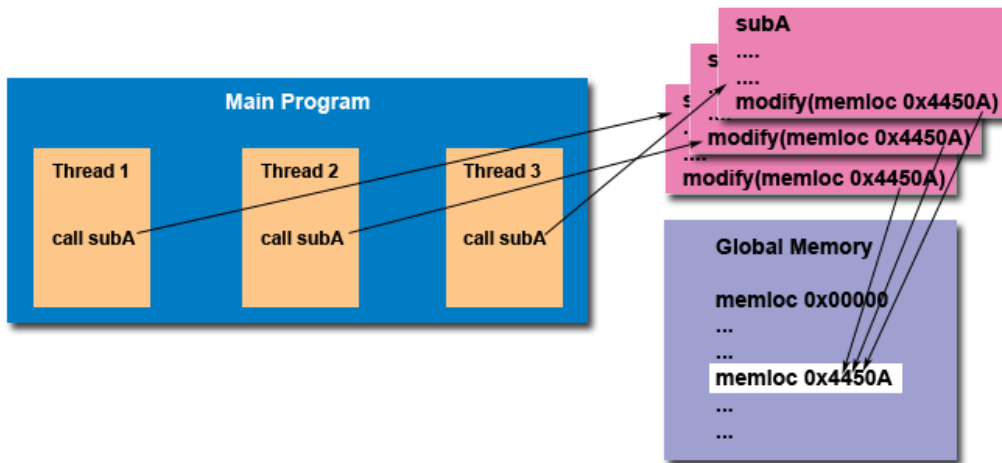 Main Program
Thread 1
call subA
Thread 2
call subA
Thread 3
call subA
subA
....
....
modify(memloc 0x4450A)
s
..
....
modify(memloc 0x4450A)
s
.
....
modify(memloc 0x4450A)
Global Memory
memloc 0x00000
...
...
memloc 0x4450A
...
...